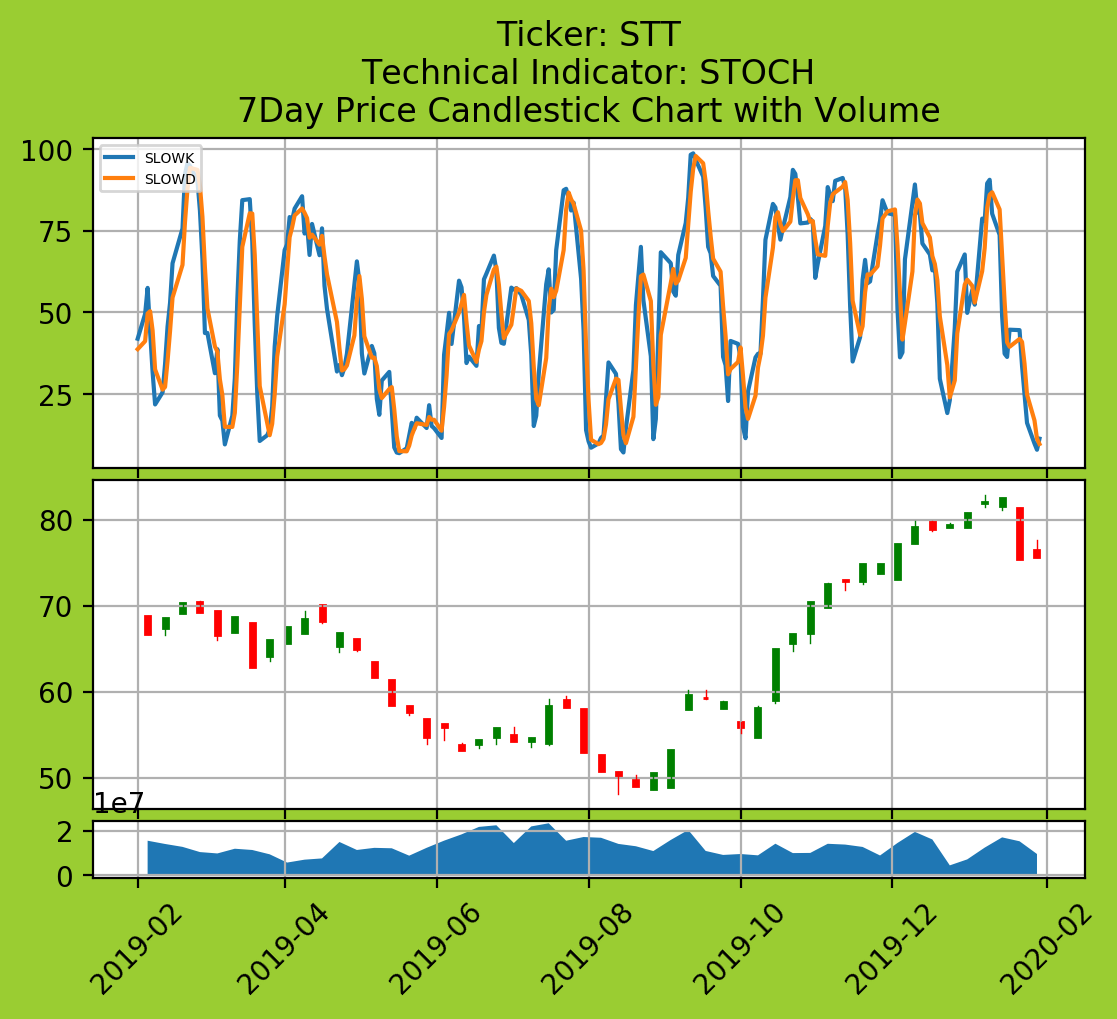 Ticker: STT
Technical Indicator: STOCH
7Day Price Candlestick Chart with Volume
100
75
50
25
SLOWK
SLOWD
80
70
60
50
1e7
2
0
2019-02
2019-04
2019-06
2019-08
2019-10
2019-12
2020-02